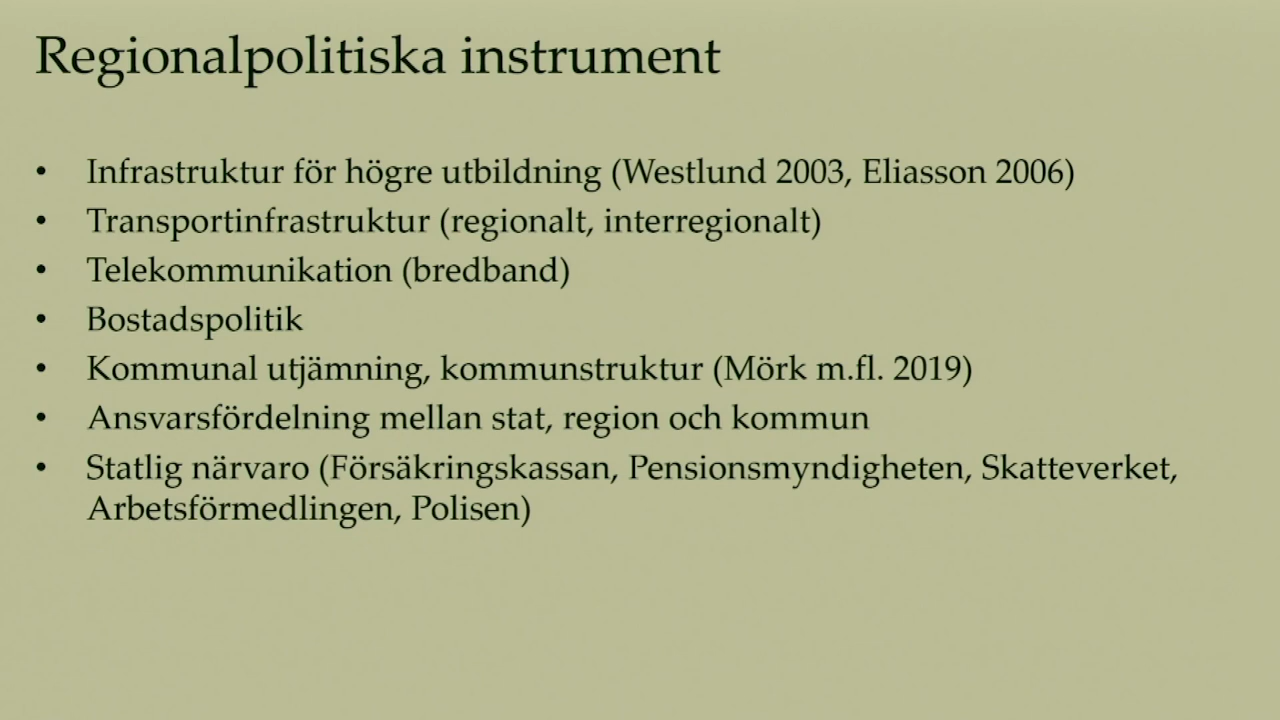 Regionalpolitiska instrument
• Infrastruktur för högre utbildning (Westlund 2003, Eliasson 2006)
• Transportinfrastruktur (regionalt, interregionalt)
• Telekommunikation (bredband)
• Bostadspolitik
• Kommunal utjämning, kommunstruktur (Mörk m.fl. 2019)
• Ansvarsfördelning mellan stat, region och kommun
• Statlig närvaro (Försäkringskassan, Pensionsmyndigheten, Skatteverket,
Arbetsförmedlingen, Polisen)